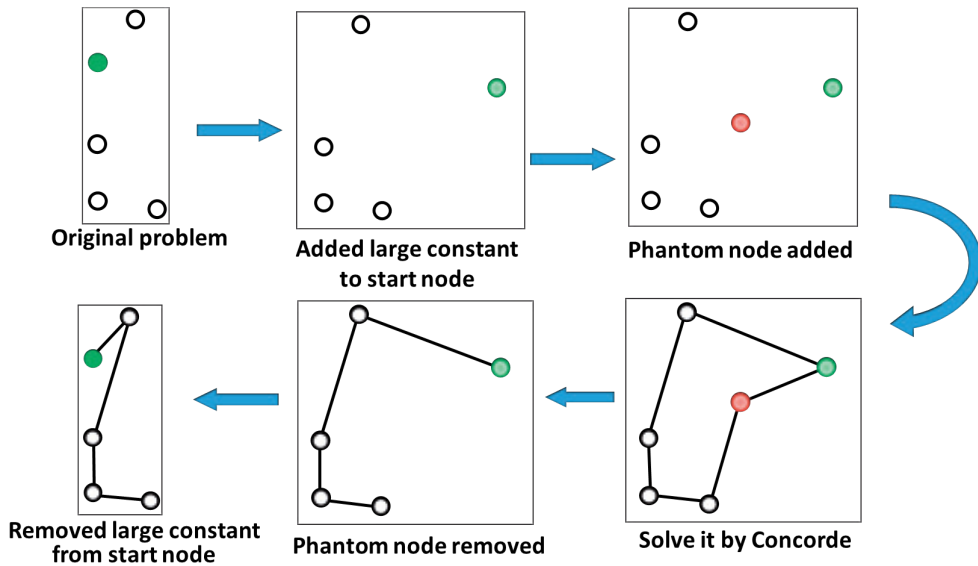 Original problem
Added large constant
to start node
Phantom node added
Removed large constant
from start node
Phantom node removed
Solve it by Concorde